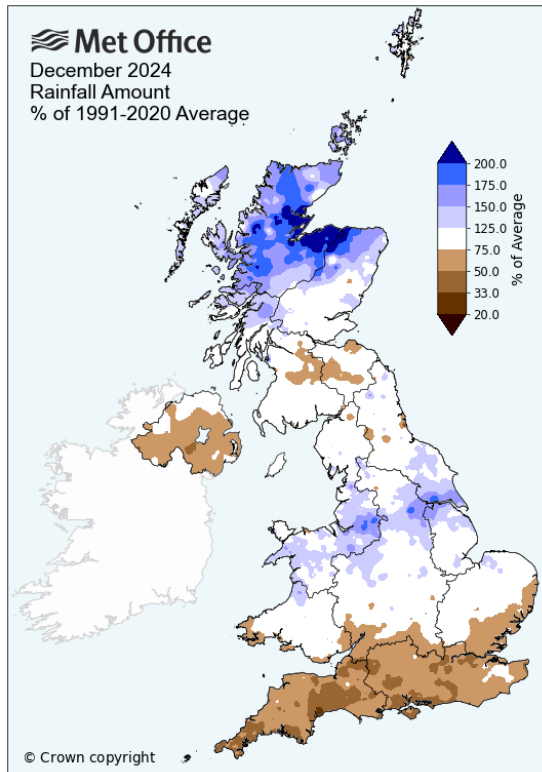 Met Office
December 2024
Rainfall Amount
% of 1991-2020 Average
200.0
175.0
150.0
125.0
75.0
50.0
33.0
20.0
% of Average
© Crown copyright